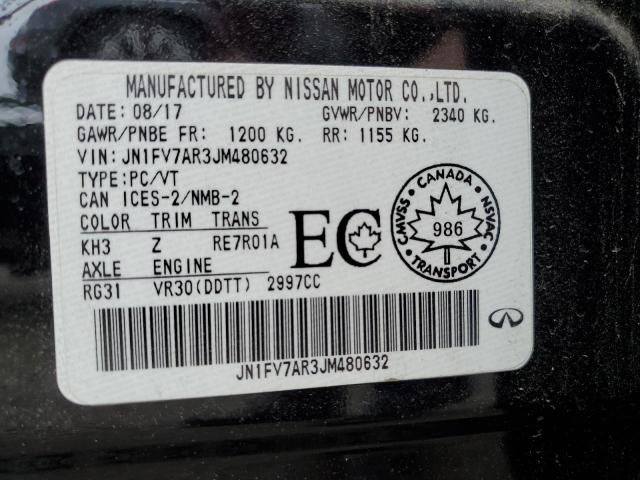 MANUFACTURED BY NISSAN MOTOR CO.,LTD.
DATE: 08/17 GVWR/PNBV: 2340 KG.
GAWR/PNBE FR: 1200 KG. RR: 1155 KG.
VIN: JN1FV7AR3JM480632
TYPE:PC/VT
CAN ICES-2/NMB-2
COLOR TRIM TRANS
KH3 Z RE7R01A
AXLE ENGINE
RG31 VR30(DDTT) 2997CC
EC
CANADA
CMVSS
986
NSVAC
TRANSPORT
JN1FV7AR3JM480632